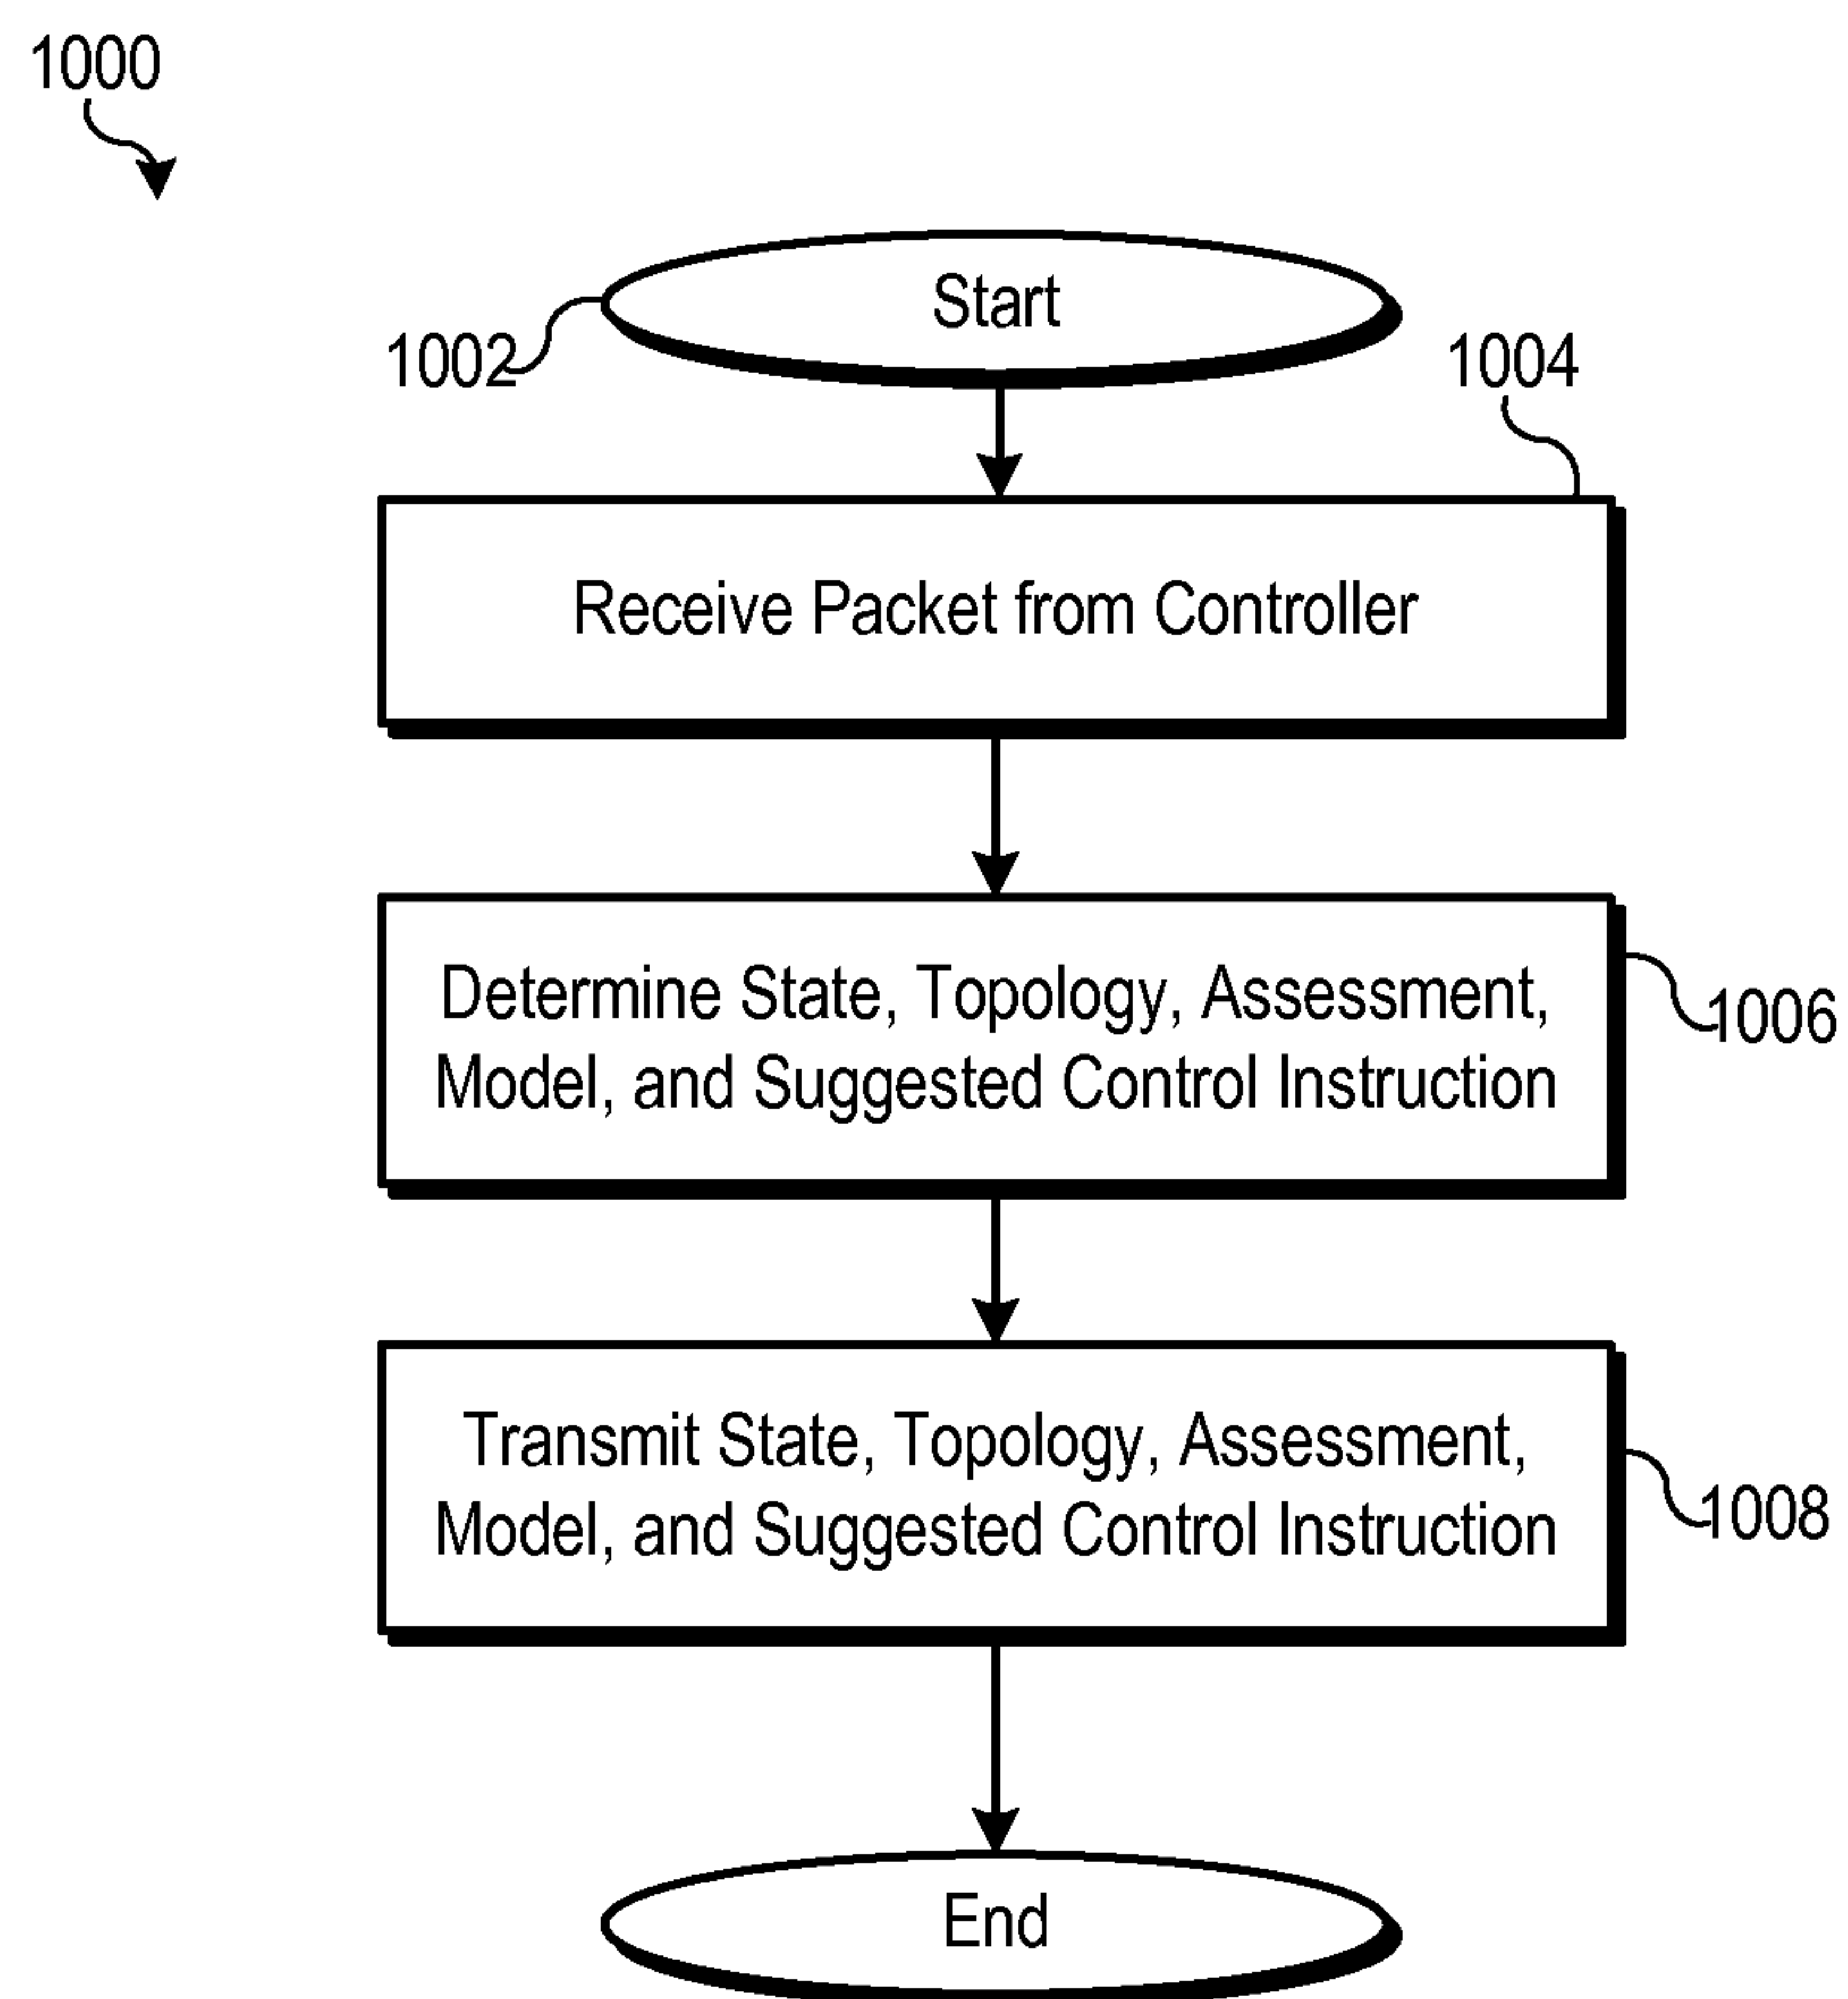 1000
Start
1002
1004
Receive Packet from Controller
Determine State, Topology, Assessment,
Model, and Suggested Control Instruction
1006
Transmit State, Topology, Assessment,
Model, and Suggested Control Instruction
1008
End